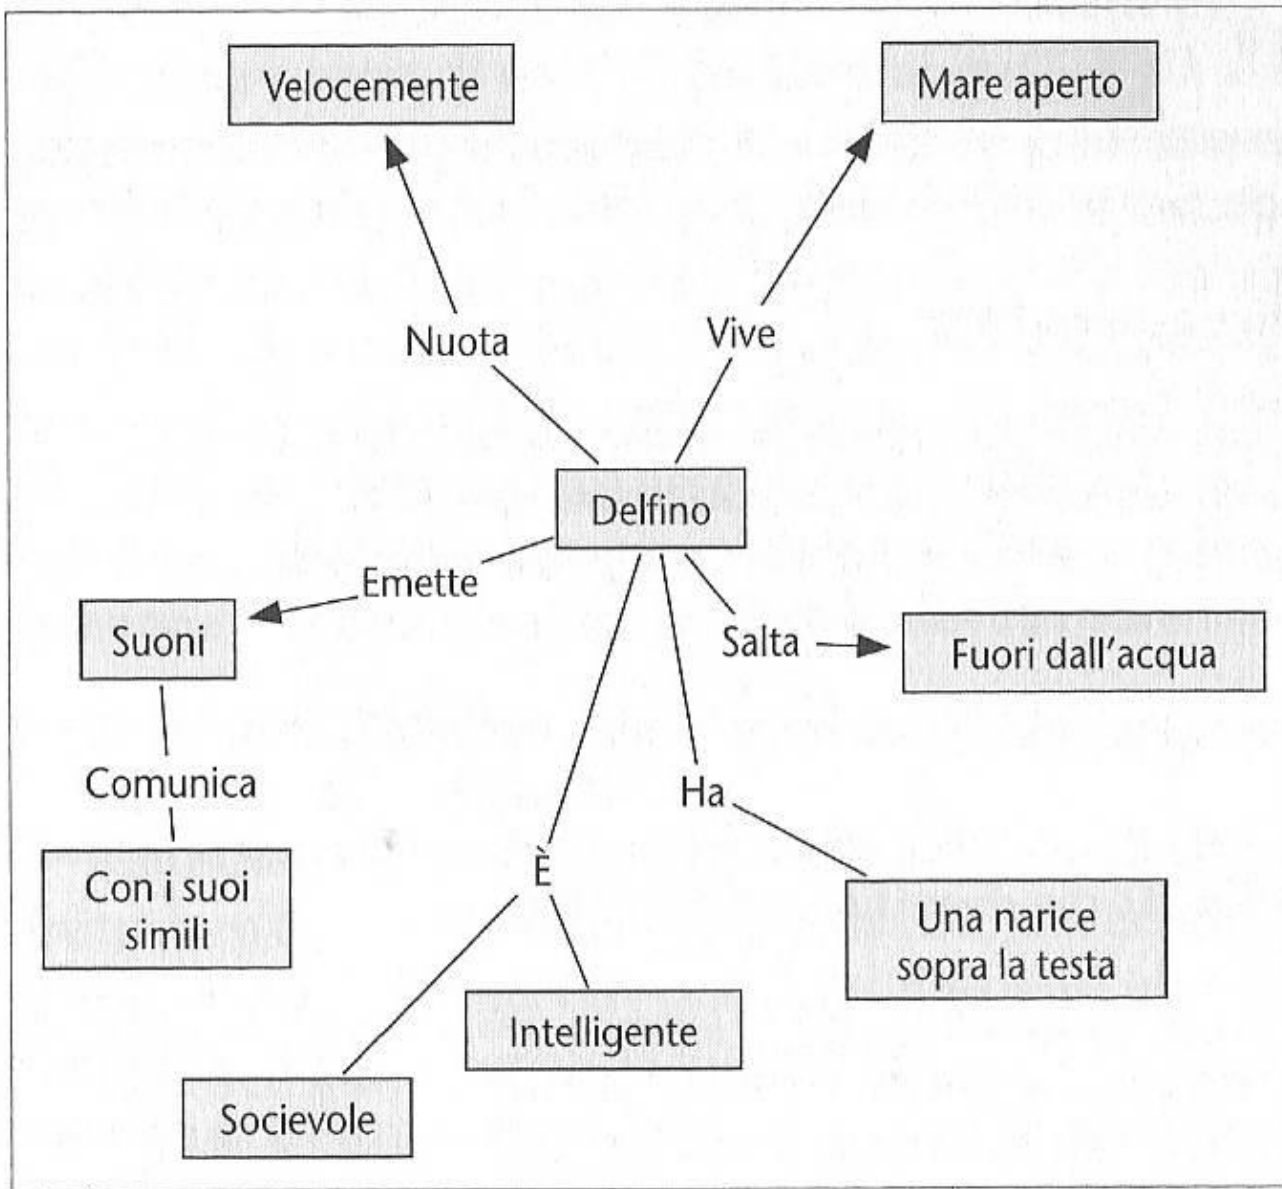 Velocemente
Mare aperto
Nuota
Vive
Delfino
Emette
Suoni
Salta
Fuori dall'acqua
Comunica
Ha
Con i suoi
simili
È
Una narice
sopra la testa
Intelligente
Socievole